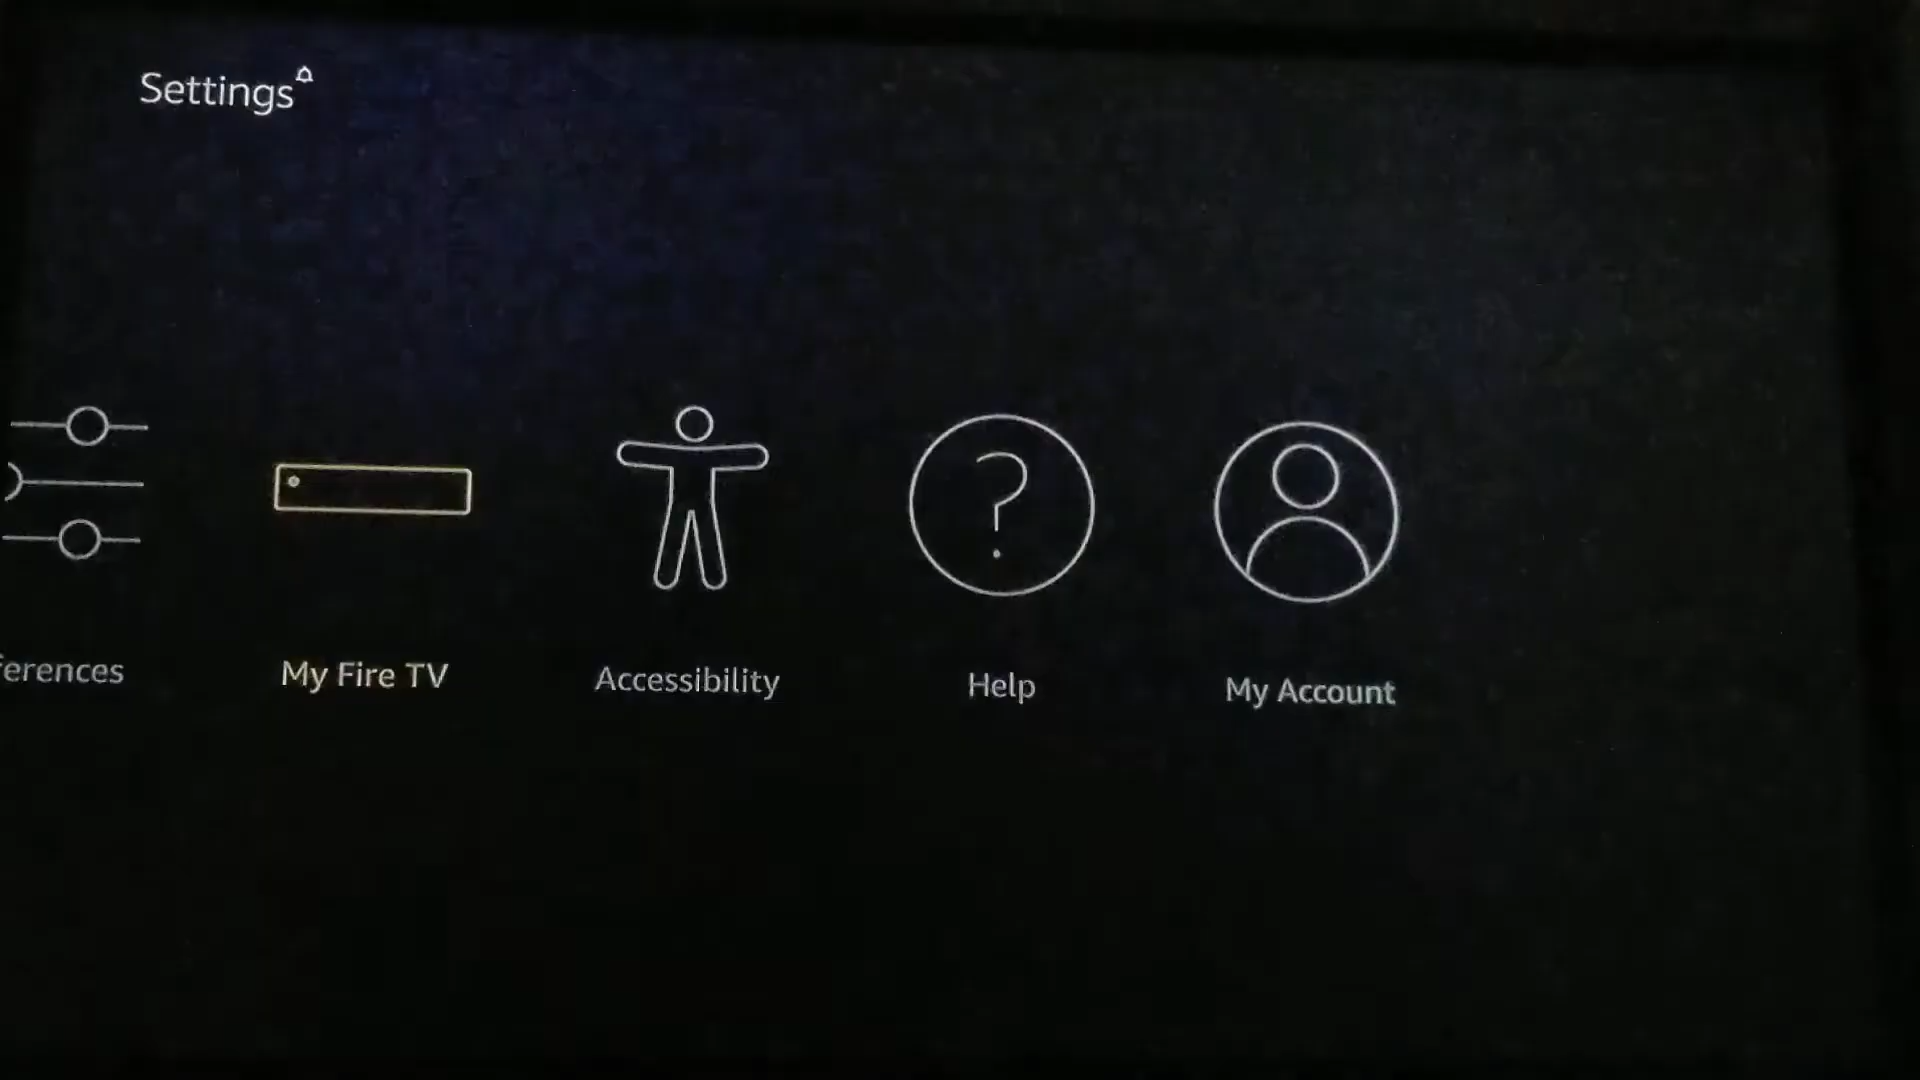 Settings
ferences
My Fire TV
Accessibility
Help
My Account